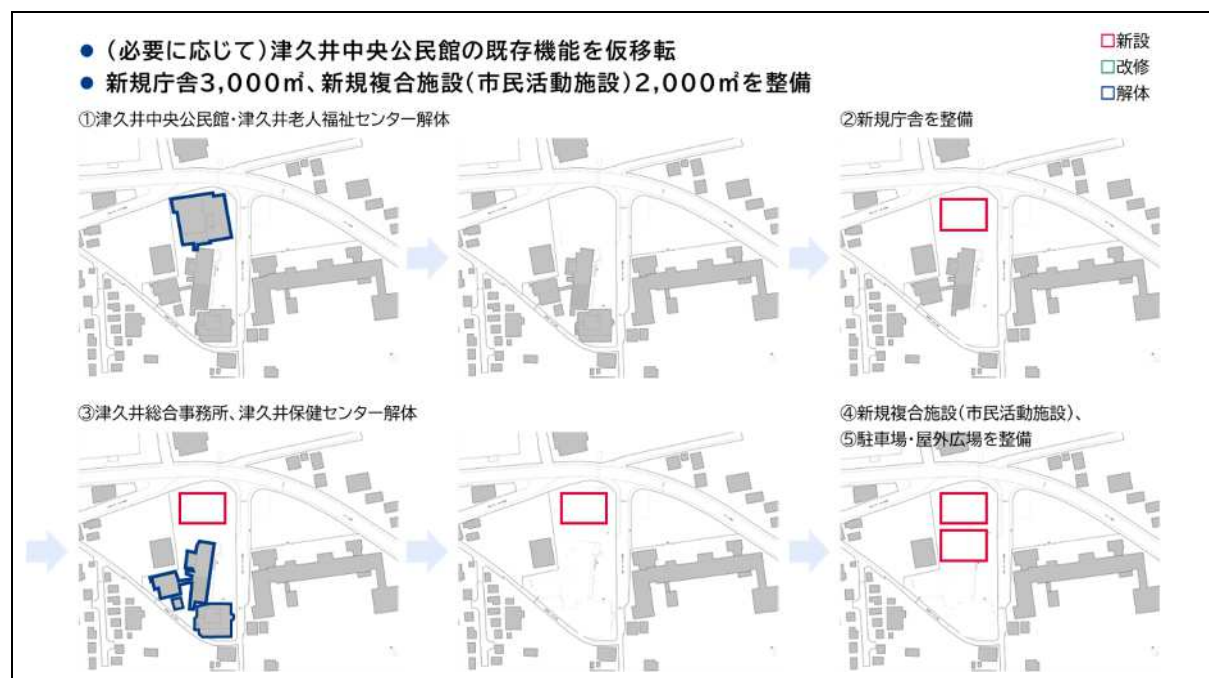 ● (必要に応じて)津久井中央公民館の既存機能を仮移転
● 新規庁舎3,000㎡、新規複合施設(市民活動施設)2,000㎡を整備
□新設
□改修
□解体
①津久井中央公民館・津久井老人福祉センター解体
②新規庁舎を整備
③津久井総合事務所、津久井保健センター解体
④新規複合施設(市民活動施設)、
⑤駐車場・屋外広場を整備